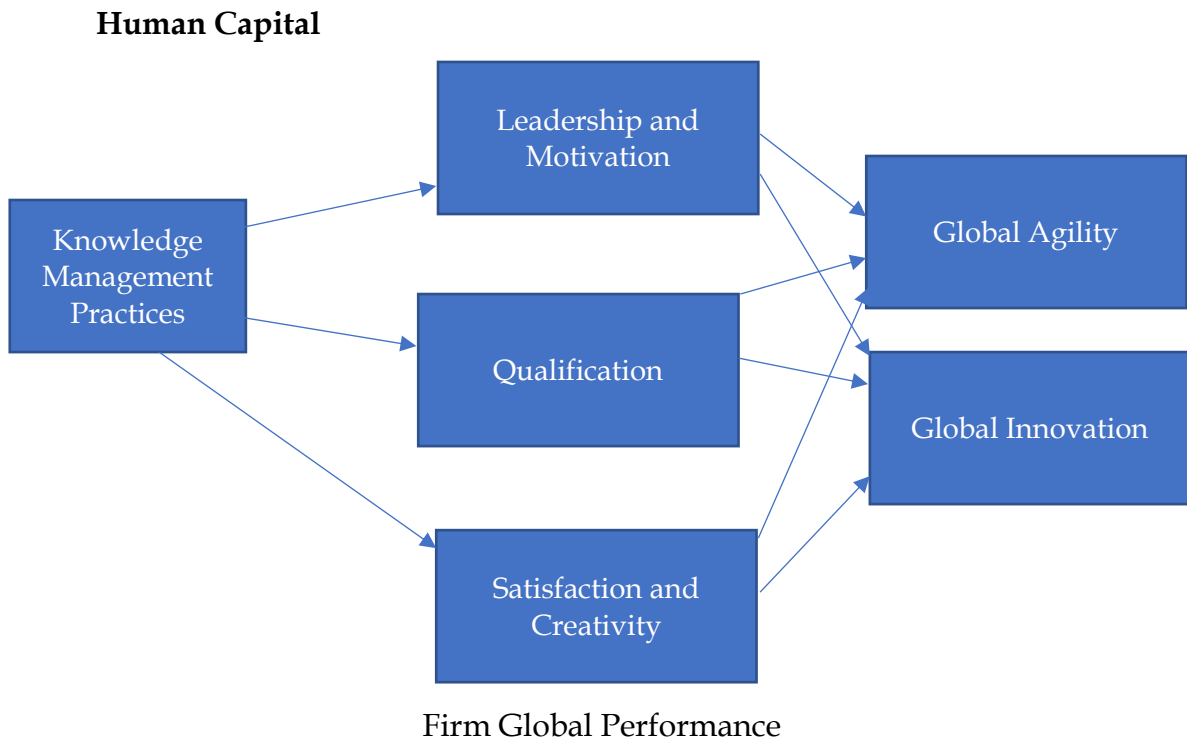 Human Capital
Leadership and
Motivation
Knowledge
Management
Practices
Global Agility
Qualification
Global Innovation
Satisfaction and
Creativity
Firm Global Performance